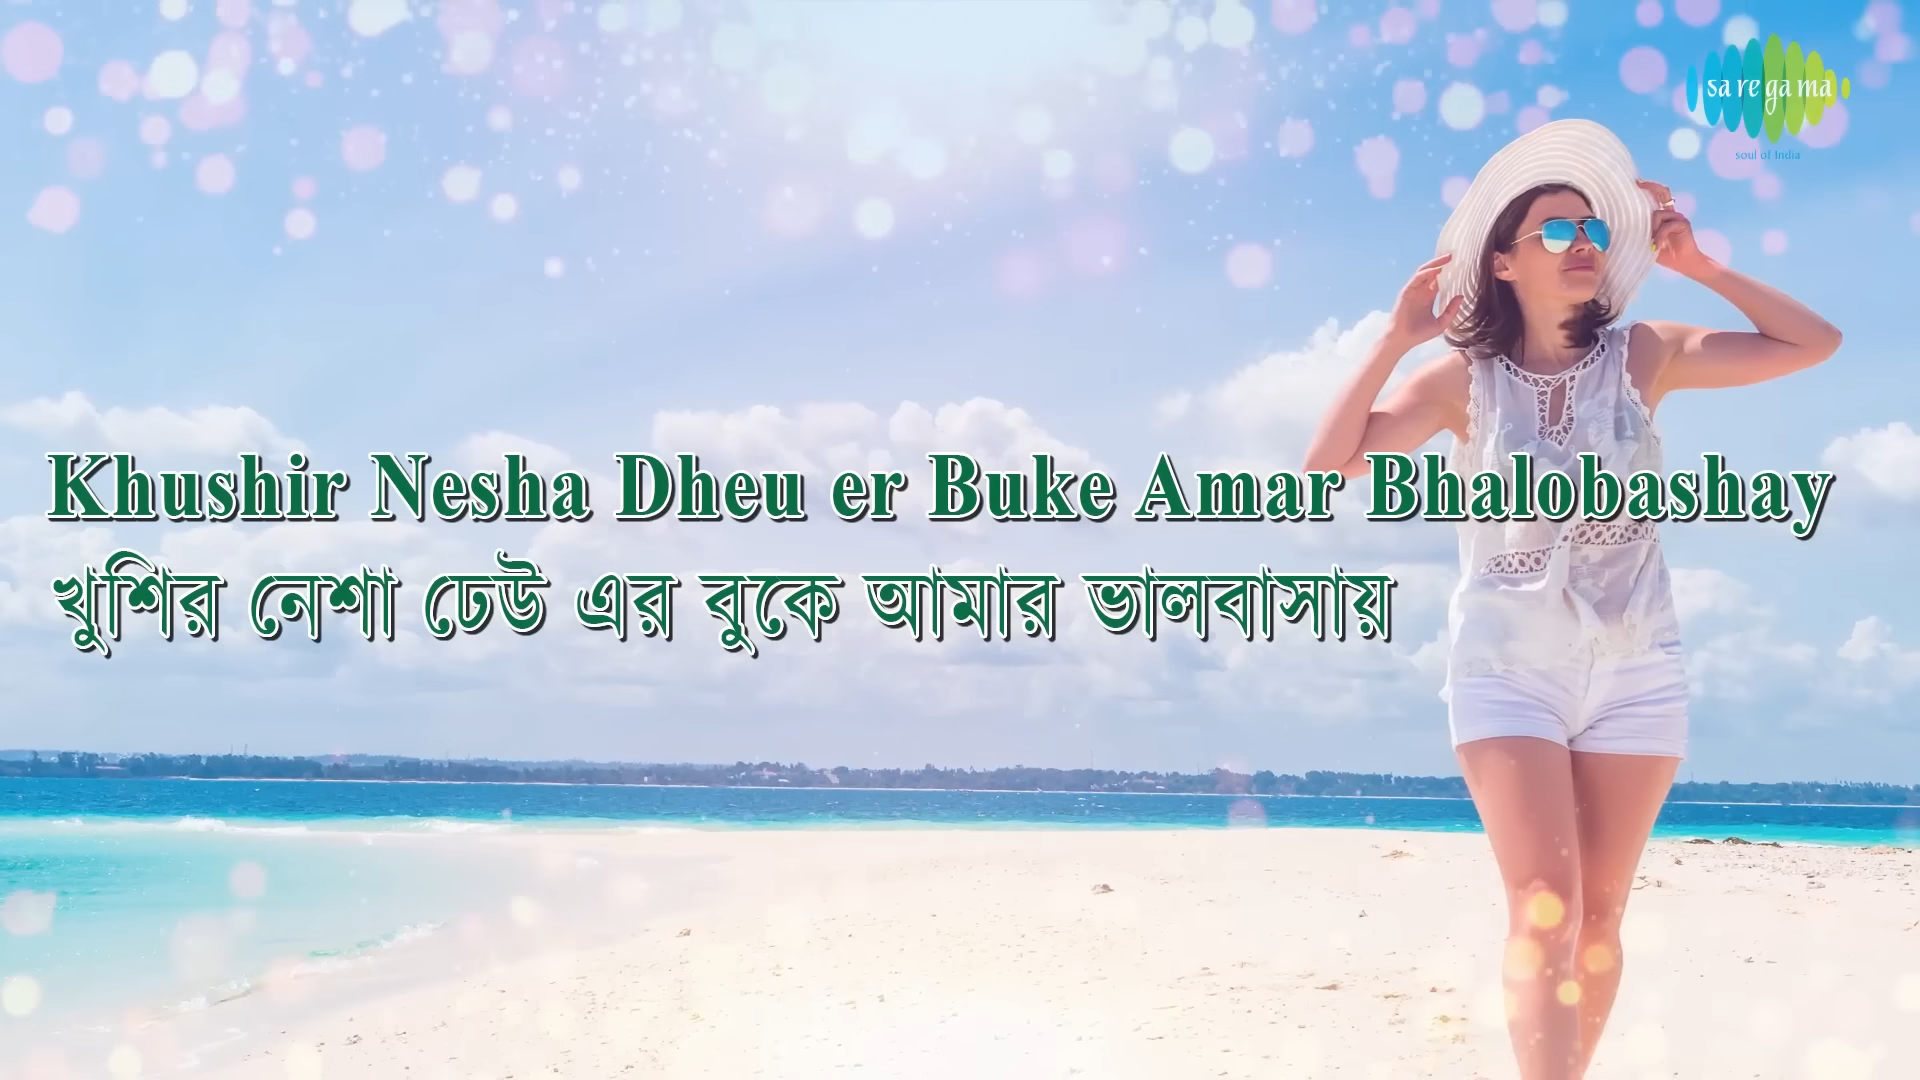 sa re ga ma
soul of India
Khushir Nesha Dheu er Buke Amar Bhalobashay
খুশির নেশা ঢেউ এর বুকে আমার ভালবাসায়